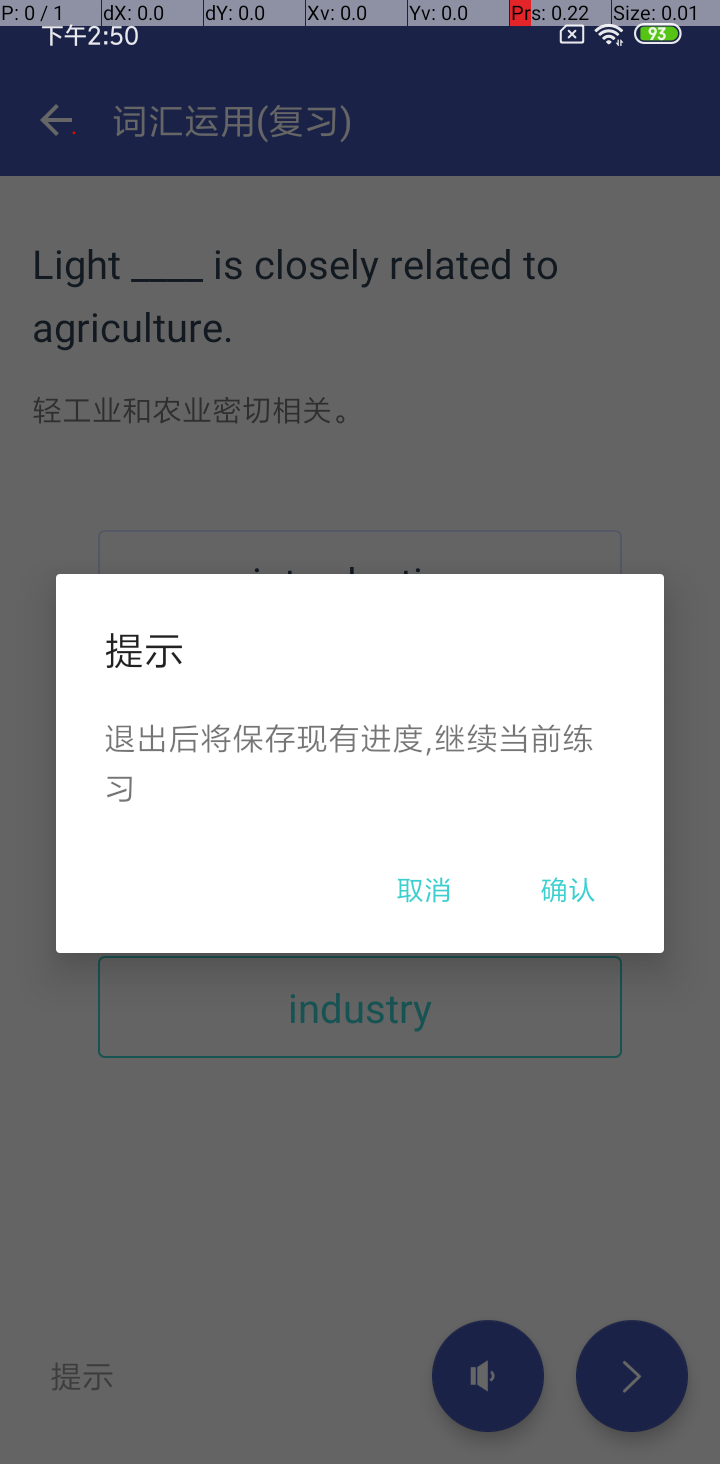 P: 0 / 1 dX: 0.0 dY: 0.0 Xv: 0.0 Yv: 0.0 Prs: 0.22 Size: 0.01
下午2:50 93
词汇运用(复习)
Light ____ is closely related to
agriculture.
轻工业和农业密切相关。
提示
退出后将保存现有进度,继续当前练
习
取消 确认
industry
提示